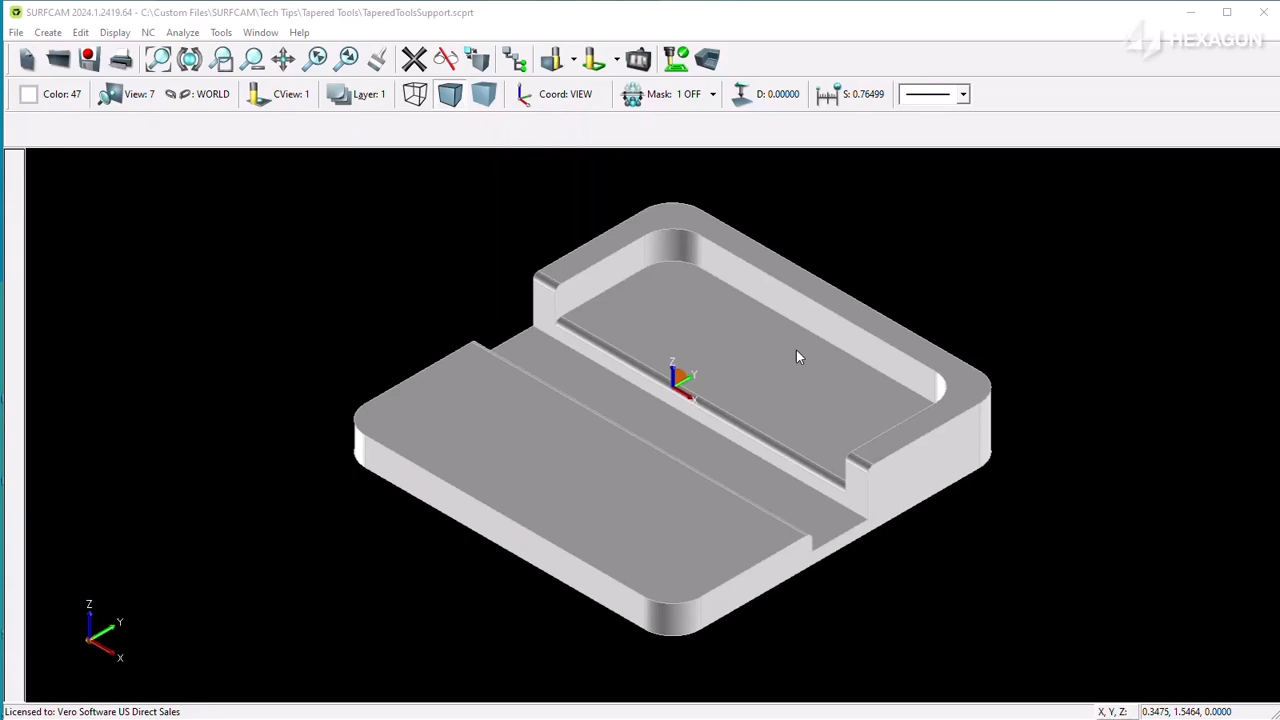 SURFCAM 2024.1.2419.64 - C:\Custom Files\SURFCAM\Tech Tips\Tapered Tools\TaperedToolsSupport.scprt
HEXAGON
File Create Edit Display NC Analyze Tools Window Help
Color: 47 View: 7 : WORLD CView: 1 Layer: 1 Coord: VIEW Mask: 1 OFF D: 0.00000 S: 0.76499
Z
Y
X
Z
Y
X
Licensed to: Vero Software US Direct Sales X, Y, Z: 0.3475, 1.5464, 0.0000